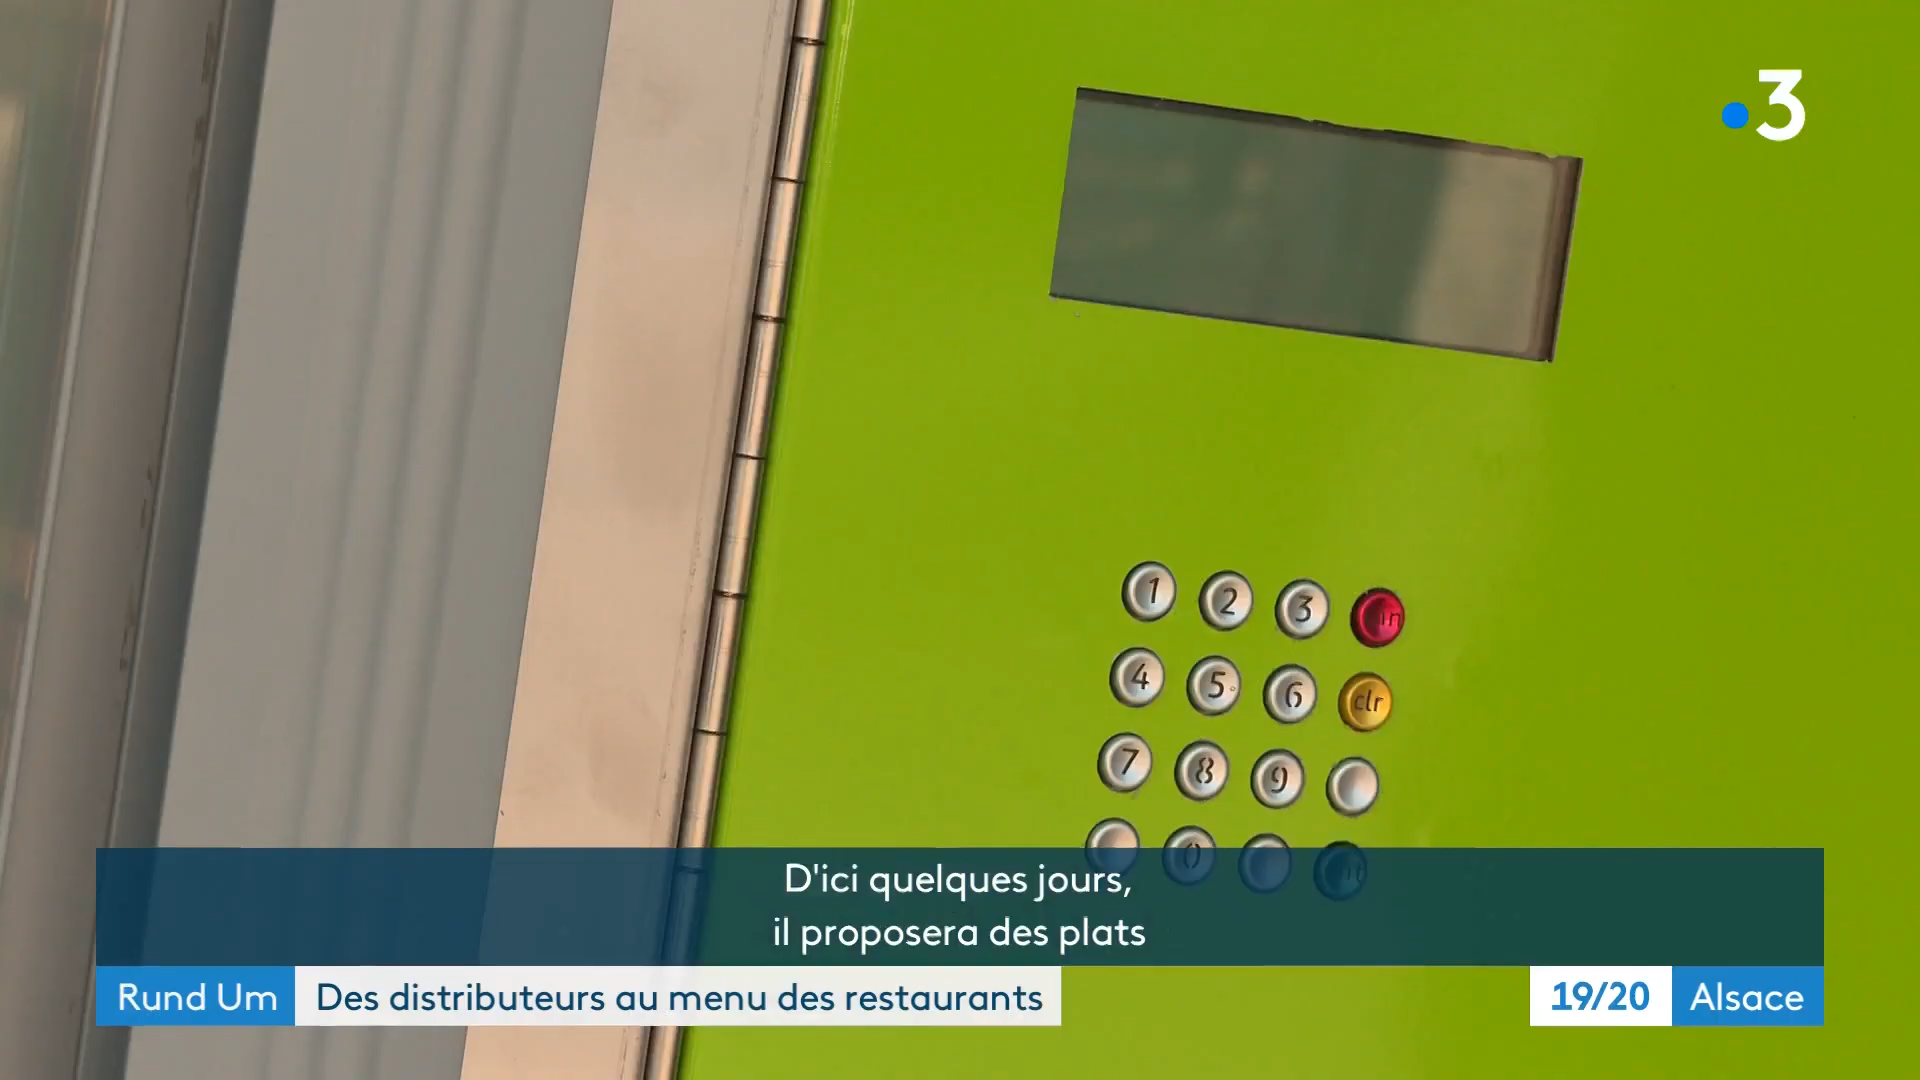 3
1 2 3
4 5 6 clr
7 8 9
0
D'ici quelques jours,
il proposera des plats
Rund Um Des distributeurs au menu des restaurants 19/20 Alsace